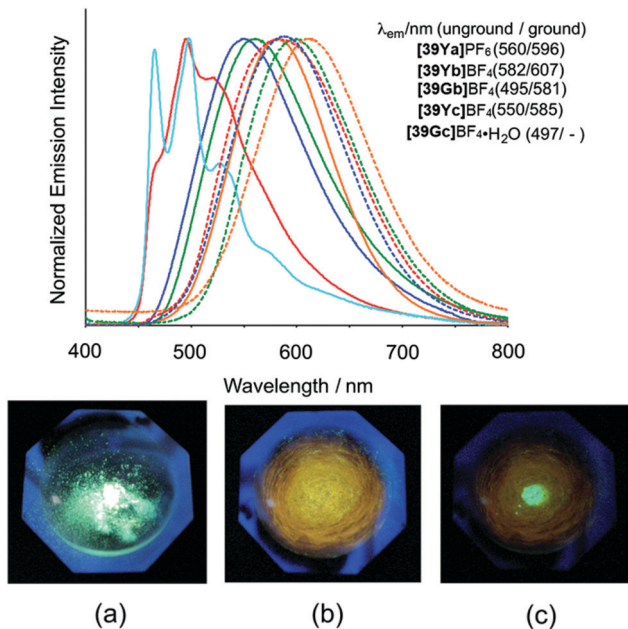 λem/nm (unground / ground)
[39Ya]PF₆(560/596)
[39Yb]BF₄(582/607)
[39Gb]BF₄(495/581)
[39Yc]BF₄(550/585)
[39Gc]BF₄•H₂O (497/ - )
Normalized Emission Intensity
400 500 600 700 800
Wavelength / nm
(a) (b) (c)